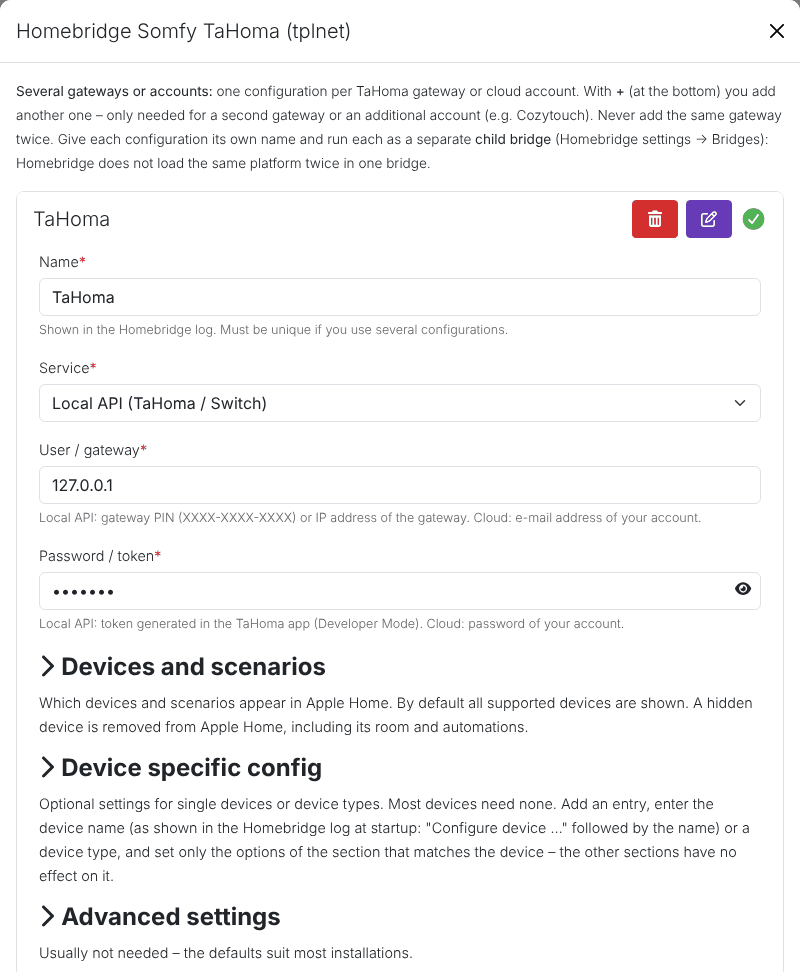 Homebridge Somfy TaHoma (tplnet)
Several gateways or accounts: one configuration per TaHoma gateway or cloud account. With + (at the bottom) you add
another one – only needed for a second gateway or an additional account (e.g. Cozytouch). Never add the same gateway
twice. Give each configuration its own name and run each as a separate child bridge (Homebridge settings → Bridges):
Homebridge does not load the same platform twice in one bridge.
TaHoma
Name*
TaHoma
Shown in the Homebridge log. Must be unique if you use several configurations.
Service*
Local API (TaHoma / Switch)
User / gateway*
127.0.0.1
Local API: gateway PIN (XXXX-XXXX-XXXX) or IP address of the gateway. Cloud: e-mail address of your account.
Password / token*
•••••••
Local API: token generated in the TaHoma app (Developer Mode). Cloud: password of your account.
Devices and scenarios
Which devices and scenarios appear in Apple Home. By default all supported devices are shown. A hidden
device is removed from Apple Home, including its room and automations.
Device specific config
Optional settings for single devices or device types. Most devices need none. Add an entry, enter the
device name (as shown in the Homebridge log at startup: "Configure device ..." followed by the name) or a
device type, and set only the options of the section that matches the device – the other sections have no
effect on it.
Advanced settings
Usually not needed – the defaults suit most installations.